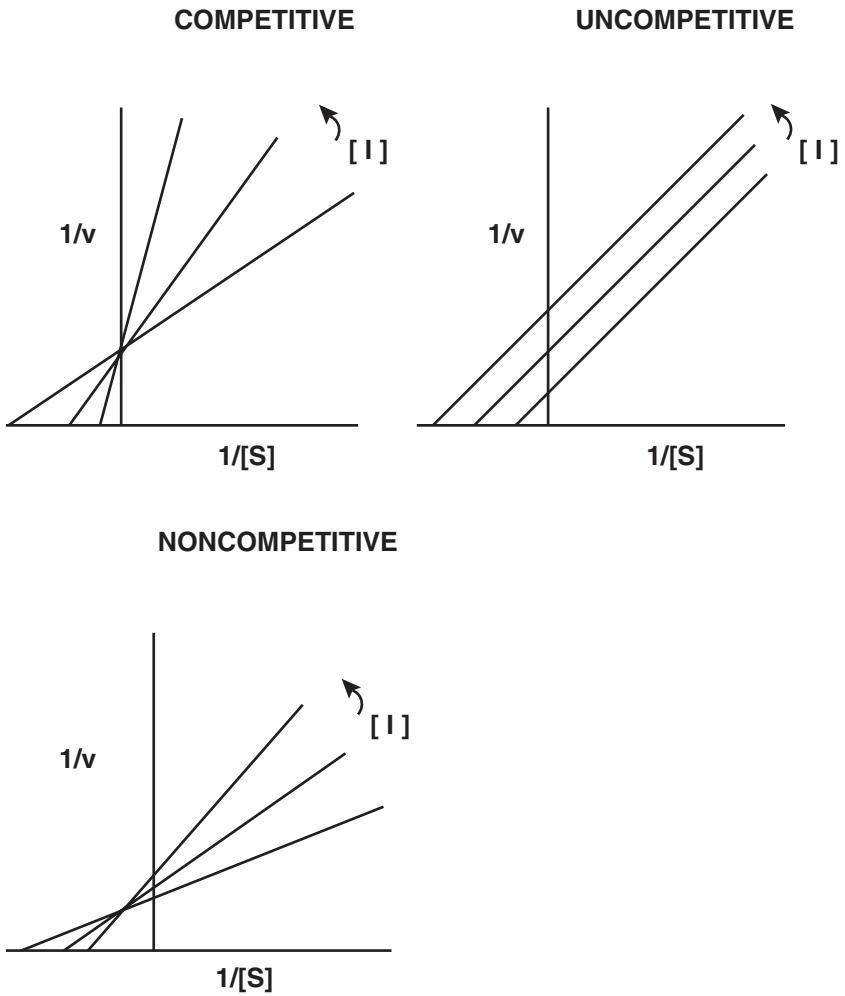 COMPETITIVE
[ I ]
1/v
1/[S]
UNCOMPETITIVE
[ I ]
1/v
1/[S]
NONCOMPETITIVE
[ I ]
1/v
1/[S]